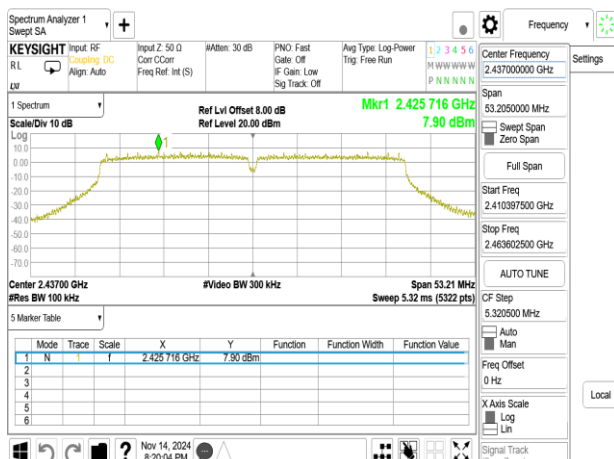 Spectrum Analyzer 1
Swept SA
+
Frequency
KEYSIGHT
RL
LXI
Input: RF
Coupling: DC
Align: Auto
Input Z: 50 Ω
Corr CCorr
Freq Ref: Int (S)
#Atten: 30 dB
PNO: Fast
Gate: Off
IF Gain: Low
Sig Track: Off
Avg Type: Log-Power
Trig: Free Run
1 2 3 4 5 6
M W W W W W
P N N N N N
1 Spectrum
Scale/Div 10 dB
Ref Lvl Offset 8.00 dB
Ref Level 20.00 dBm
Mkr1 2.425 716 GHz
7.90 dBm
Log
10.0
0.00
-10.0
-20.0
-30.0
-40.0
-50.0
-60.0
-70.0
1
Center 2.43700 GHz
#Res BW 100 kHz
#Video BW 300 kHz
Span 53.21 MHz
Sweep 5.32 ms (5322 pts)
5 Marker Table
Mode Trace Scale X Y Function Function Width Function Value
1 N 1 f 2.425 716 GHz 7.90 dBm
2
3
4
5
6
Nov 14, 2024
8:20:04 PM
Center Frequency
2.437000000 GHz
Span
53.2050000 MHz
Swept Span
Zero Span
Full Span
Start Freq
2.410397500 GHz
Stop Freq
2.463602500 GHz
AUTO TUNE
CF Step
5.320500 MHz
Auto
Man
Freq Offset
0 Hz
X Axis Scale
Log
Lin
Signal Track
Settings
Local